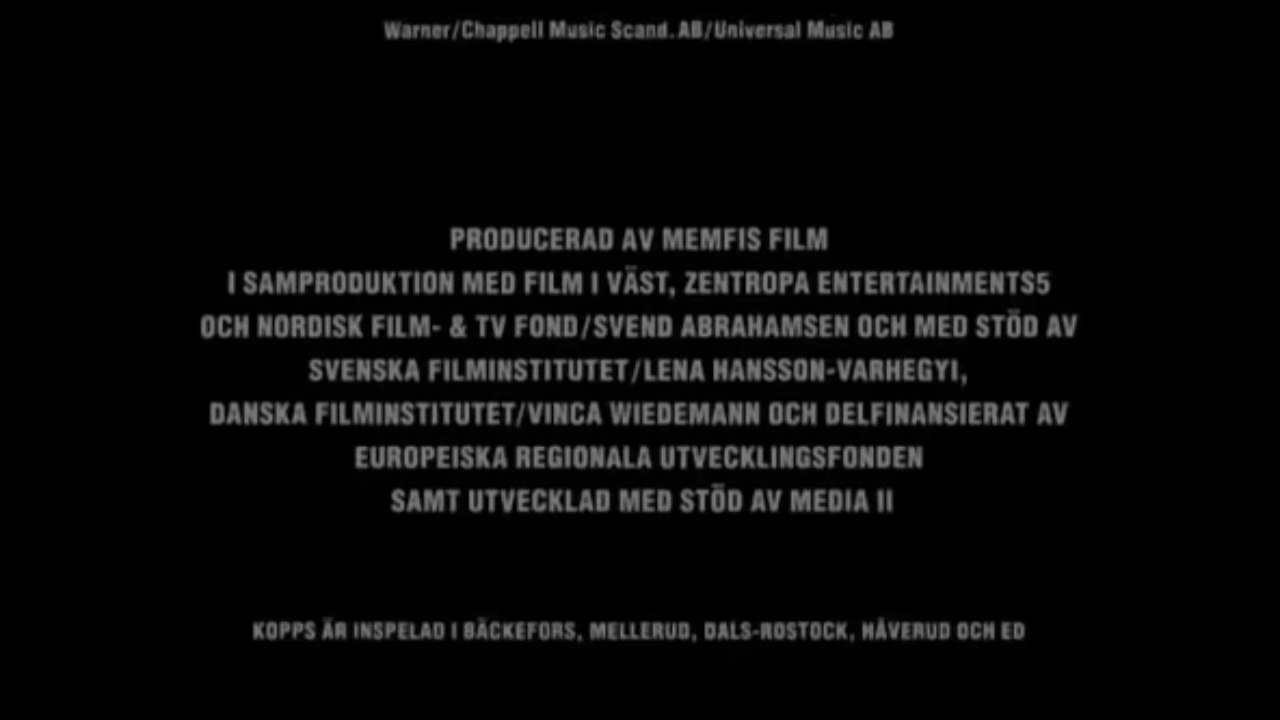 Warner/Chappell Music Scand. AB/Universal Music AB
PRODUCERAD AV MEMFIS FILM
I SAMPRODUKTION MED FILM I VÄST, ZENTROPA ENTERTAINMENTS5
OCH NORDISK FILM- & TV FOND/SVEND ABRAHAMSEN OCH MED STÖD AV
SVENSKA FILMINSTITUTET/LENA HANSSON-VARHEGYI,
DANSKA FILMINSTITUTET/VINCA WIEDEMANN OCH DELFINANSIERAT AV
EUROPEISKA REGIONALA UTVECKLINGSFONDEN
SAMT UTVECKLAD MED STÖD AV MEDIA II
KOPPS ÄR INSPELAD I BÄCKEFORS, MELLERUD, DALS-ROSTOCK, HÅVERUD OCH ED